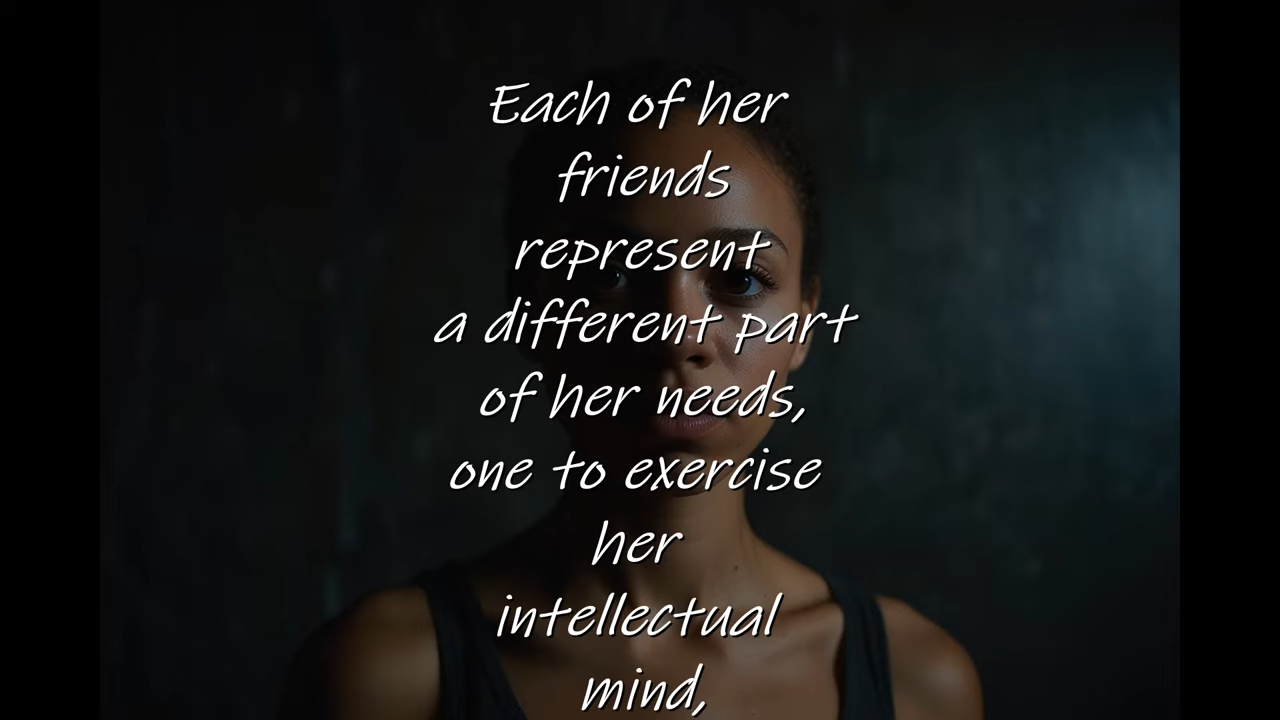 Each of her
friends
represent
a different part
of her needs,
one to exercise
her
intellectual
mind,